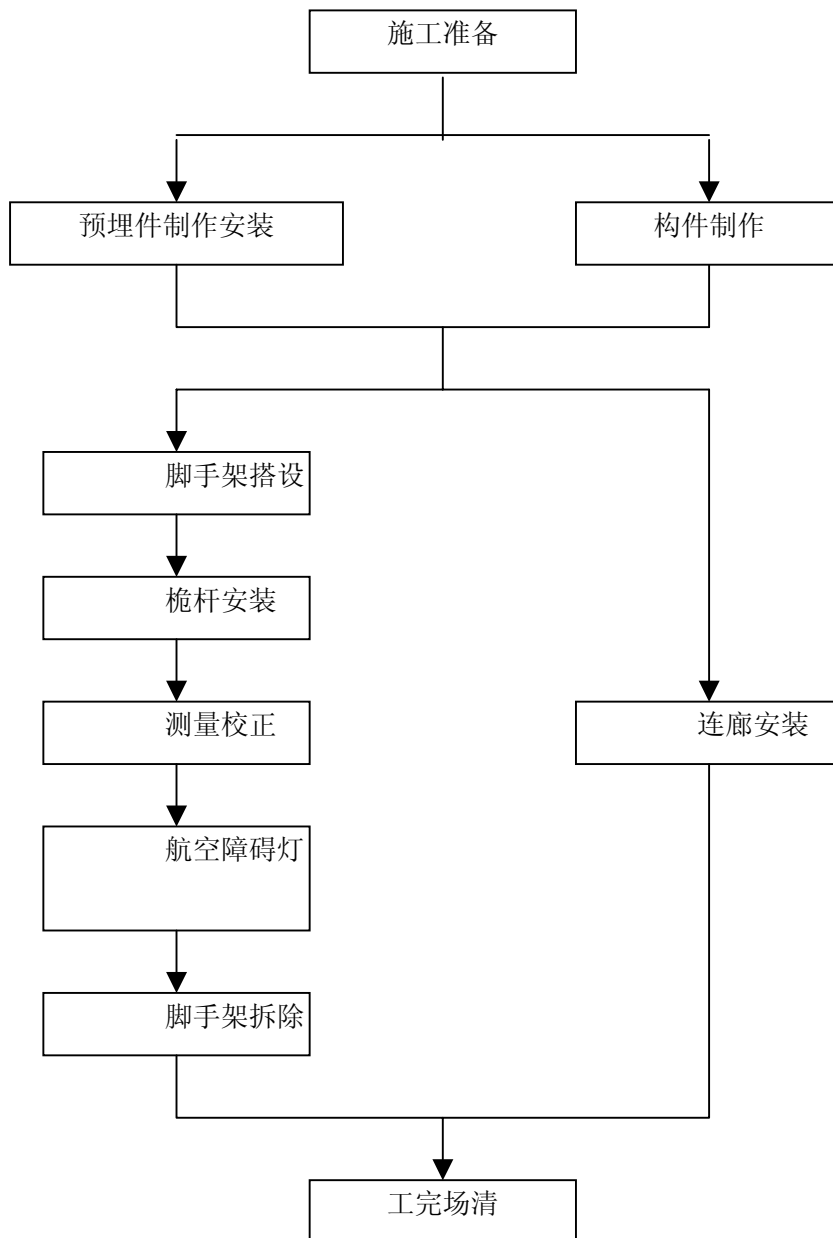 施工准备
预埋件制作安装
构件制作
脚手架搭设
桅杆安装
测量校正
连廊安装
航空障碍灯
脚手架拆除
工完场清